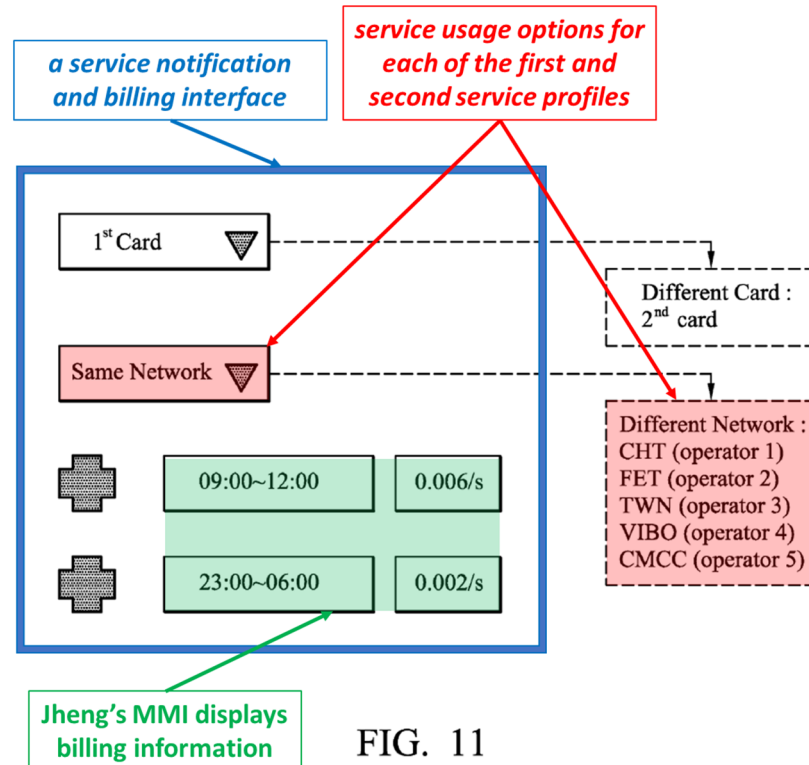 a service notification
and billing interface
service usage options for
each of the first and
second service profiles
1st Card
Different Card :
2nd card
Same Network
Different Network :
CHT (operator 1)
FET (operator 2)
TWN (operator 3)
VIBO (operator 4)
CMCC (operator 5)
09:00~12:00
0.006/s
23:00~06:00
0.002/s
Jheng's MMI displays
billing information
FIG. 11